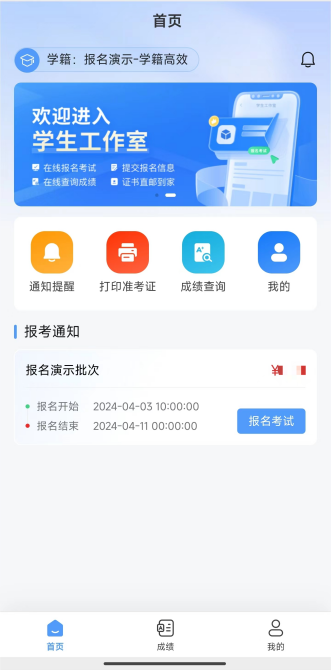 首页
学籍：报名演示-学籍高效
欢迎进入
学生工作室
在线报名考试 提交报名信息
在线查询成绩 证书直邮到家
通知提醒 打印准考证 成绩查询 我的
报考通知
报名演示批次
报名开始 2024-04-03 10:00:00
报名结束 2024-04-11 00:00:00
报名考试
首页 成绩 我的